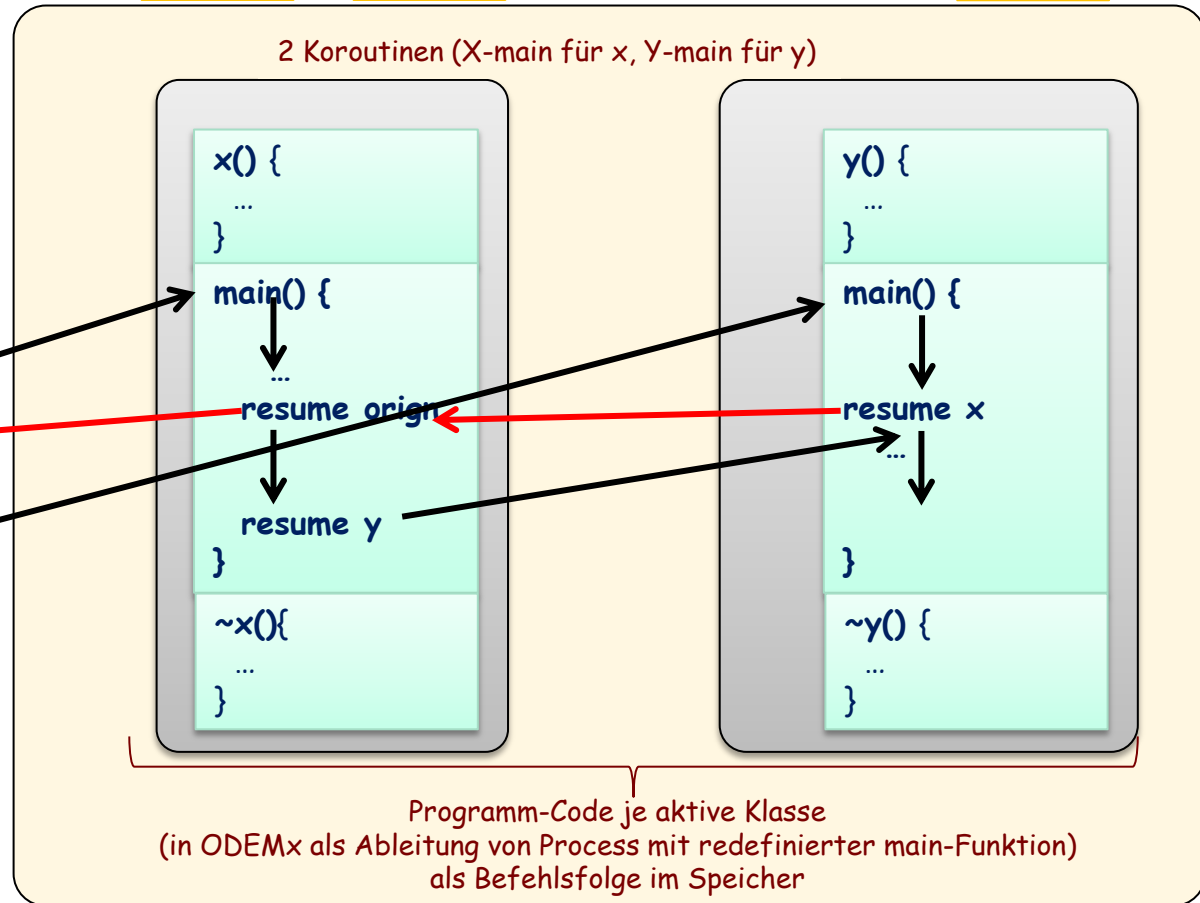 2 Koroutinen (X-main für x, Y-main für y)
x() {
...
}
main() {
...
resume orign
resume y
}
~x(){
...
}
y() {
...
}
main() {
resume x
...
}
~y() {
...
}
Programm-Code je aktive Klasse
(in ODEMx als Ableitung von Process mit redefinierter main-Funktion)
als Befehlsfolge im Speicher